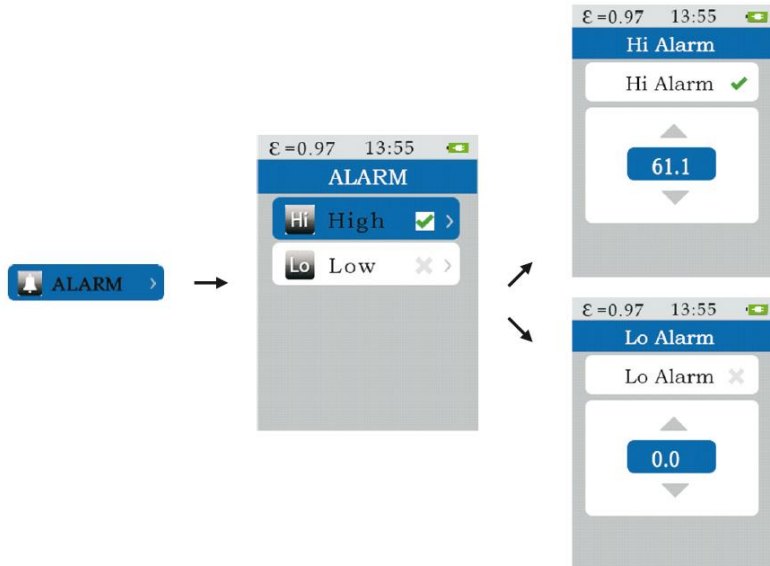 ALARM
ε=0.97 13:55
ALARM
Hi High
Lo Low
ε=0.97 13:55
Hi Alarm
Hi Alarm
61.1
ε=0.97 13:55
Lo Alarm
Lo Alarm
0.0